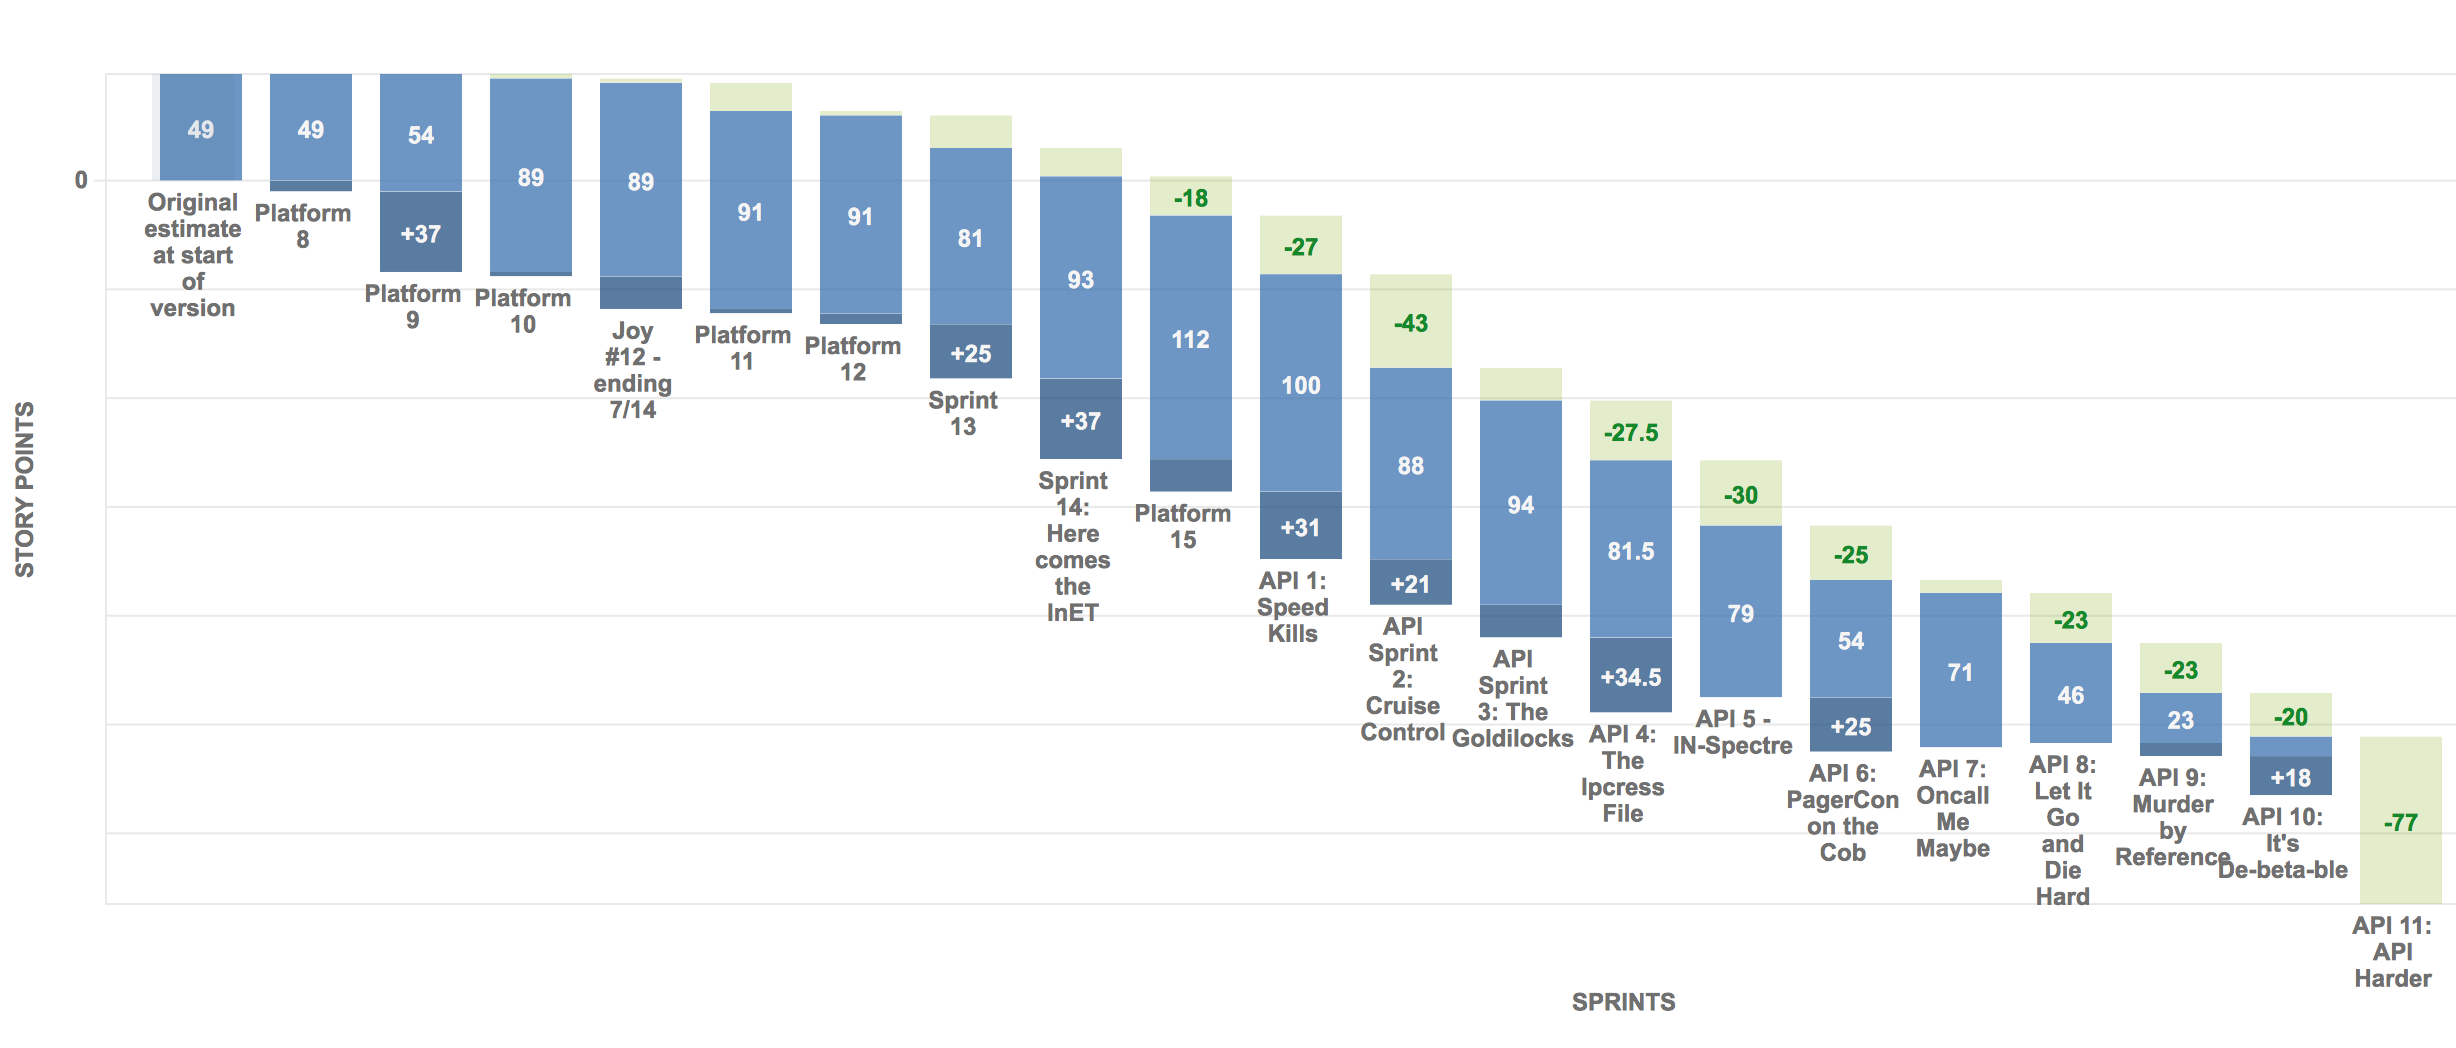 0
STORY POINTS
49
Original
estimate
at start
of
version
49
Platform
8
54
+37
Platform
9
89
Platform
10
89
Joy
#12 -
ending
7/14
91
Platform
11
91
Platform
12
81
+25
Sprint
13
93
+37
Sprint
14:
Here
comes
the
InET
-18
112
Platform
15
-27
100
+31
API 1:
Speed
Kills
-43
88
+21
API
Sprint
2:
Cruise
Control
94
API
Sprint
3: The
Goldilocks
-27.5
81.5
+34.5
API 4:
The
Ipcress
File
-30
79
API 5 -
IN-Spectre
-25
54
+25
API 6:
PagerCon
on the
Cob
71
API 7:
Oncall
Me
Maybe
-23
46
API 8:
Let It
Go
and
Die
Hard
-23
23
API 9:
Murder
by
Reference
-20
+18
API 10:
It's
De-beta-ble
-77
API 11:
API
Harder
SPRINTS